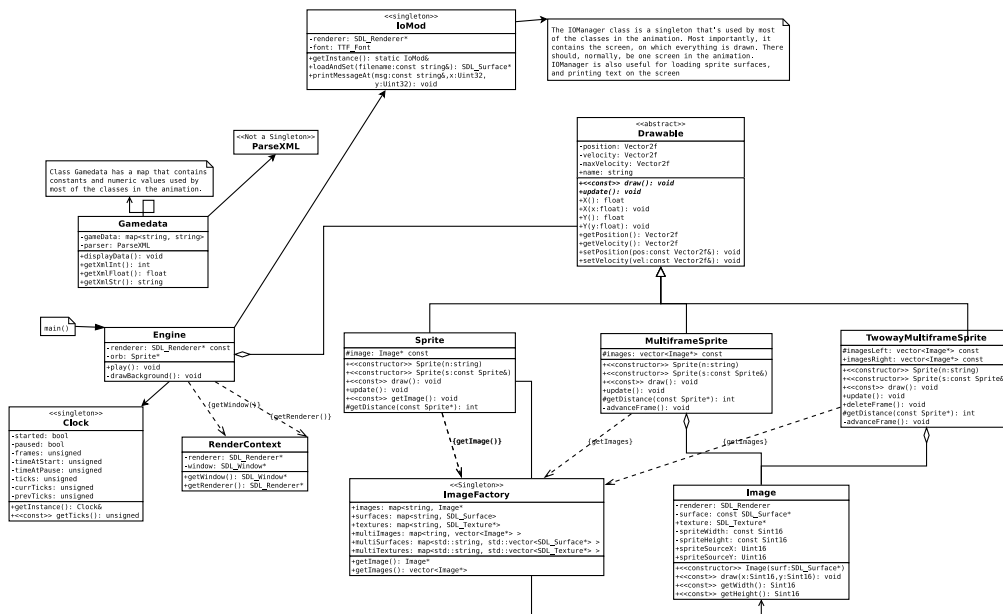 <<singleton>>
IoMod
-renderer: SDL_Renderer*
-font: TTF_Font
+getInstance(): static IoMod&
+loadAndSet(filename:const string&): SDL_Surface*
+printMessageAt(msg:const string&,x:Uint32,
y:Uint32): void
The IOManager class is a singleton that's used by most
of the classes in the animation. Most importantly, it
contains the screen, on which everything is drawn. There
should, normally, be one screen in the animation.
IOManager is also useful for loading sprite surfaces,
and printing text on the screen
<<Not a Singleton>>
ParseXML
Class Gamedata has a map that contains
constants and numeric values used by
most of the classes in the animation.
Gamedata
-gameData: map<string, string>
-parser: ParseXML
+displayData(): void
+getXmlInt(): int
+getXmlFloat(): float
+getXmlStr(): string
<<abstract>>
Drawable
-position: Vector2f
-velocity: Vector2f
-maxVelocity: Vector2f
+name: string
+<<const>> draw(): void
+update(): void
+X(): float
+X(x:float): void
+Y(): float
+Y(y:float): void
+getPosition(): Vector2f
+getVelocity(): Vector2f
+setPosition(pos:const Vector2f&): void
+setVelocity(vel:const Vector2f&): void
main()
Engine
-renderer: SDL_Renderer* const
-orb: Sprite*
+play(): void
-drawBackground(): void
Sprite
#image: Image* const
+<<constructor>> Sprite(n:string)
+<<constructor>> Sprite(s:const Sprite&)
+<<const>> draw(): void
+update(): void
+<<const>> getImage(): void
#getDistance(const Sprite*): int
MultiframeSprite
#images: vector<Image*> const
+<<constructor>> Sprite(n:string)
+<<constructor>> Sprite(s:const Sprite&)
+<<const>> draw(): void
+update(): void
#getDistance(const Sprite*): int
-advanceFrame(): void
TwowayMultiframeSprite
#imagesLeft: vector<Image*> const
+imagesRight: vector<Image*> const
+<<constructor>> Sprite(n:string)
+<<constructor>> Sprite(s:const Sprite&)
+<<const>> draw(): void
+update(): void
+deleteFrame(): void
#getDistance(const Sprite*): int
-advanceFrame(): void
{getWindow()}
{getRenderer()}
{getImage()}
{getImages}
{getImages}
<<singleton>>
Clock
-started: bool
-paused: bool
-frames: unsigned
-timeAtStart: unsigned
-timeAtPause: unsigned
-ticks: unsigned
-currTicks: unsigned
-prevTicks: unsigned
+getInstance(): Clock&
+<<const>> getTicks(): unsigned
RenderContext
-renderer: SDL_Renderer*
-window: SDL_Window*
+getWindow(): SDL_Window*
+getRenderer(): SDL_Renderer*
<<Singleton>>
ImageFactory
+images: map<string, Image*
+surfaces: map<string, SDL_Surface>
+textures: map<string, SDL_Texture*>
+multiImages: map<tring, vector<Image*> >
+multiSurfaces: map<std::string, std::vector<SDL_Surface*> >
+multiTextures: map<std::string, std::vector<SDL_Texture*> >
+getImage(): Image*
+getImages(): vector<Image*>
Image
-renderer: SDL_Renderer
-surface: const SDL_Surface*
+texture: SDL_Texture*
-spriteWidth: const Sint16
-spriteHeight: const Sint16
+spriteSourceX: Uint16
+spriteSourceY: Uint16
+<<constructor>> Image(surf:SDL_Surface*)
+<<const>> draw(x:Sint16,y:Sint16): void
+<<const>> getWidth(): Sint16
+<<const>> getHeight(): Sint16